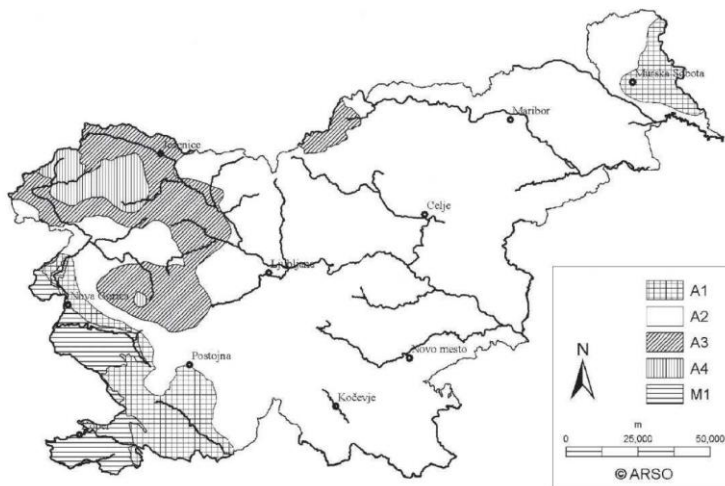 Murska Sobota
Maribor
Jesenice
Celje
Ljubljana
Nova Gorica
Postojna
Novo mesto
Kočevje
A1
A2
A3
A4
M1
N
m
0 25,000 50,000
© ARSO